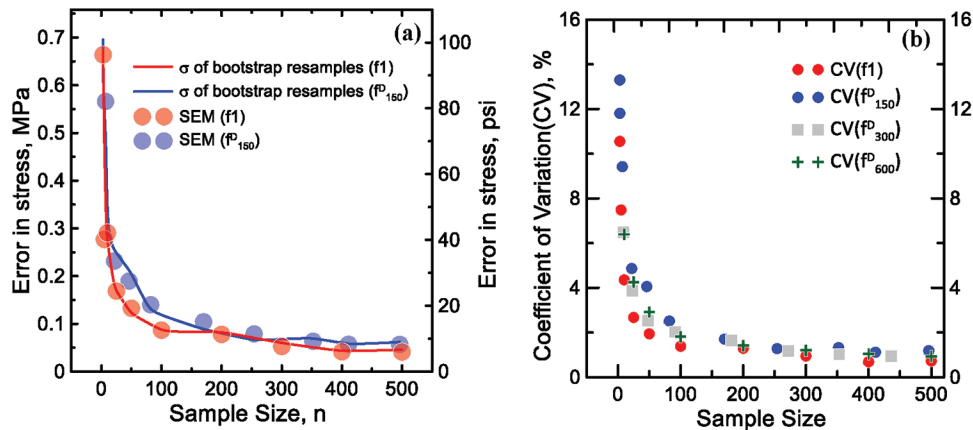 (a)
σ of bootstrap resamples (f1)
σ of bootstrap resamples (fᴰ₁₅₀)
SEM (f1)
SEM (fᴰ₁₅₀)
Error in stress, MPa
0.7
0.6
0.5
0.4
0.3
0.2
0.1
0
0 100 200 300 400 500
Sample Size, n
100
80
60
40
20
0
Error in stress, psi
(b)
CV(f1)
CV(fᴰ₁₅₀)
CV(fᴰ₃₀₀)
CV(fᴰ₆₀₀)
Coefficient of Variation(CV), %
16
12
8
4
0
0 100 200 300 400 500
Sample Size
16
12
8
4
0